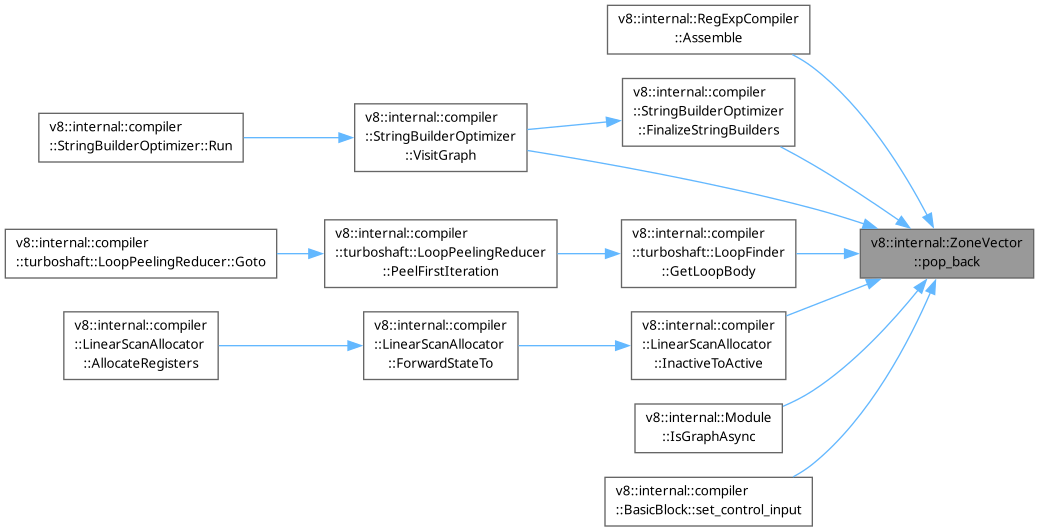 v8::internal::RegExpCompiler
::Assemble
v8::internal::compiler
::StringBuilderOptimizer
::FinalizeStringBuilders
v8::internal::compiler
::StringBuilderOptimizer
::VisitGraph
v8::internal::compiler
::StringBuilderOptimizer::Run
v8::internal::ZoneVector
::pop_back
v8::internal::compiler
::turboshaft::LoopFinder
::GetLoopBody
v8::internal::compiler
::turboshaft::LoopPeelingReducer
::PeelFirstIteration
v8::internal::compiler
::turboshaft::LoopPeelingReducer::Goto
v8::internal::compiler
::LinearScanAllocator
::InactiveToActive
v8::internal::compiler
::LinearScanAllocator
::ForwardStateTo
v8::internal::compiler
::LinearScanAllocator
::AllocateRegisters
v8::internal::Module
::IsGraphAsync
v8::internal::compiler
::BasicBlock::set_control_input